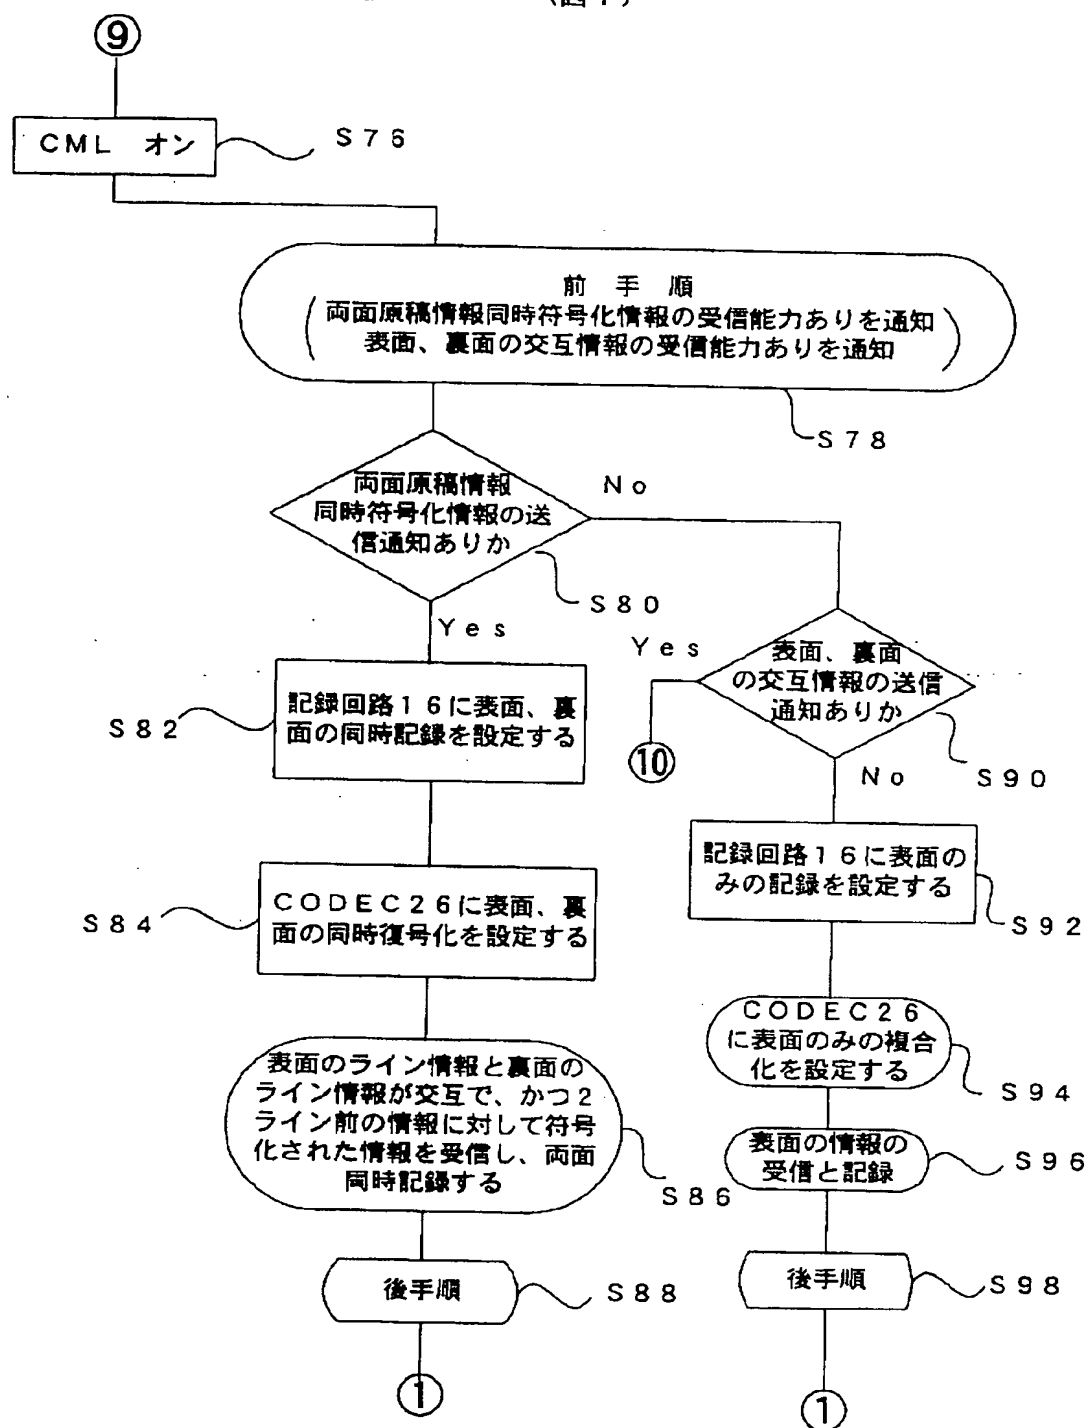 ⑨
CML オン
S76
前 手 順
両面原稿情報同時符号化情報の受信能力ありを通知
表面、裏面の交互情報の受信能力ありを通知
S78
両面原稿情報
同時符号化情報の送
信通知ありか
No
S80
Yes
Yes
表面、裏面
の交互情報の送信
通知ありか
S90
⑩
No
記録回路16に表面、裏
面の同時記録を設定する
S82
記録回路16に表面の
みの記録を設定する
S92
CODEC26に表面、裏
面の同時復号化を設定する
S84
CODEC26
に表面のみの複合
化を設定する
S94
表面のライン情報と裏面の
ライン情報が交互で、かつ2
ライン前の情報に対して符号
化された情報を受信し、両面
同時記録する
S86
表面の情報の
受信と記録
S96
後手順
S88
後手順
S98
①
①